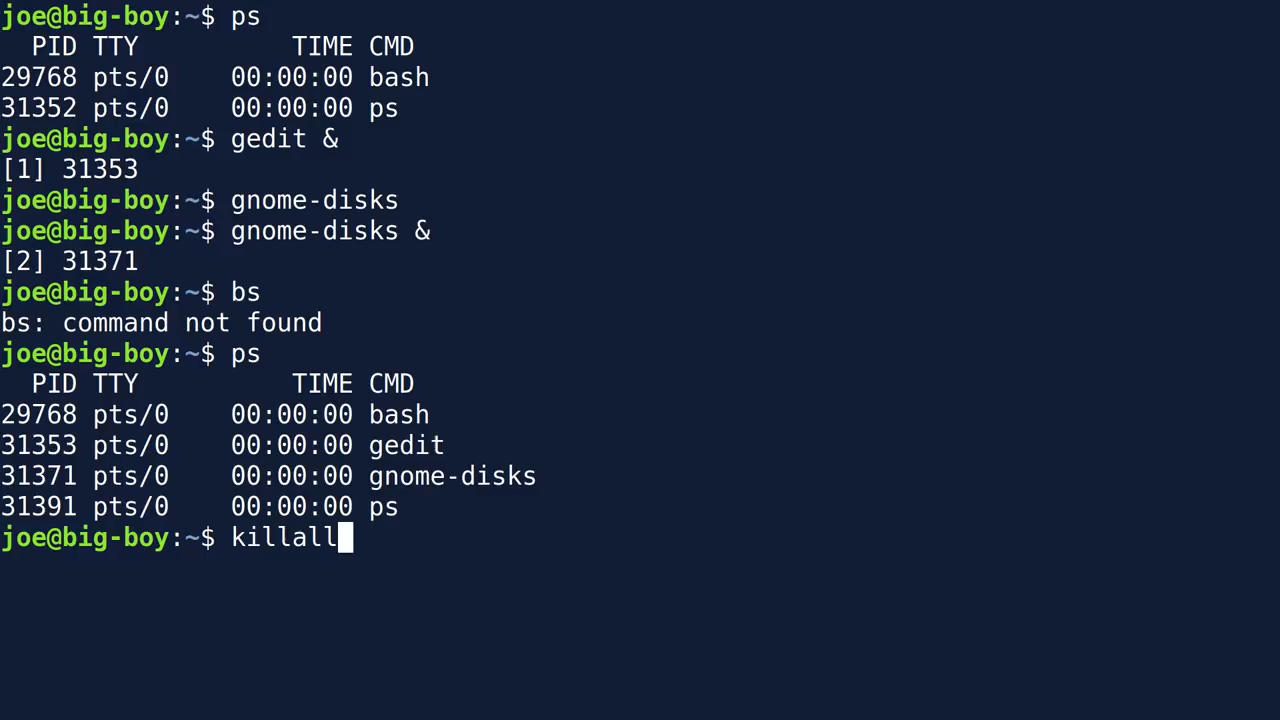 joe@big-boy:~$ ps
  PID TTY          TIME CMD
29768 pts/0    00:00:00 bash
31352 pts/0    00:00:00 ps
joe@big-boy:~$ gedit &
[1] 31353
joe@big-boy:~$ gnome-disks
joe@big-boy:~$ gnome-disks &
[2] 31371
joe@big-boy:~$ bs
bs: command not found
joe@big-boy:~$ ps
  PID TTY          TIME CMD
29768 pts/0    00:00:00 bash
31353 pts/0    00:00:00 gedit
31371 pts/0    00:00:00 gnome-disks
31391 pts/0    00:00:00 ps
joe@big-boy:~$ killall